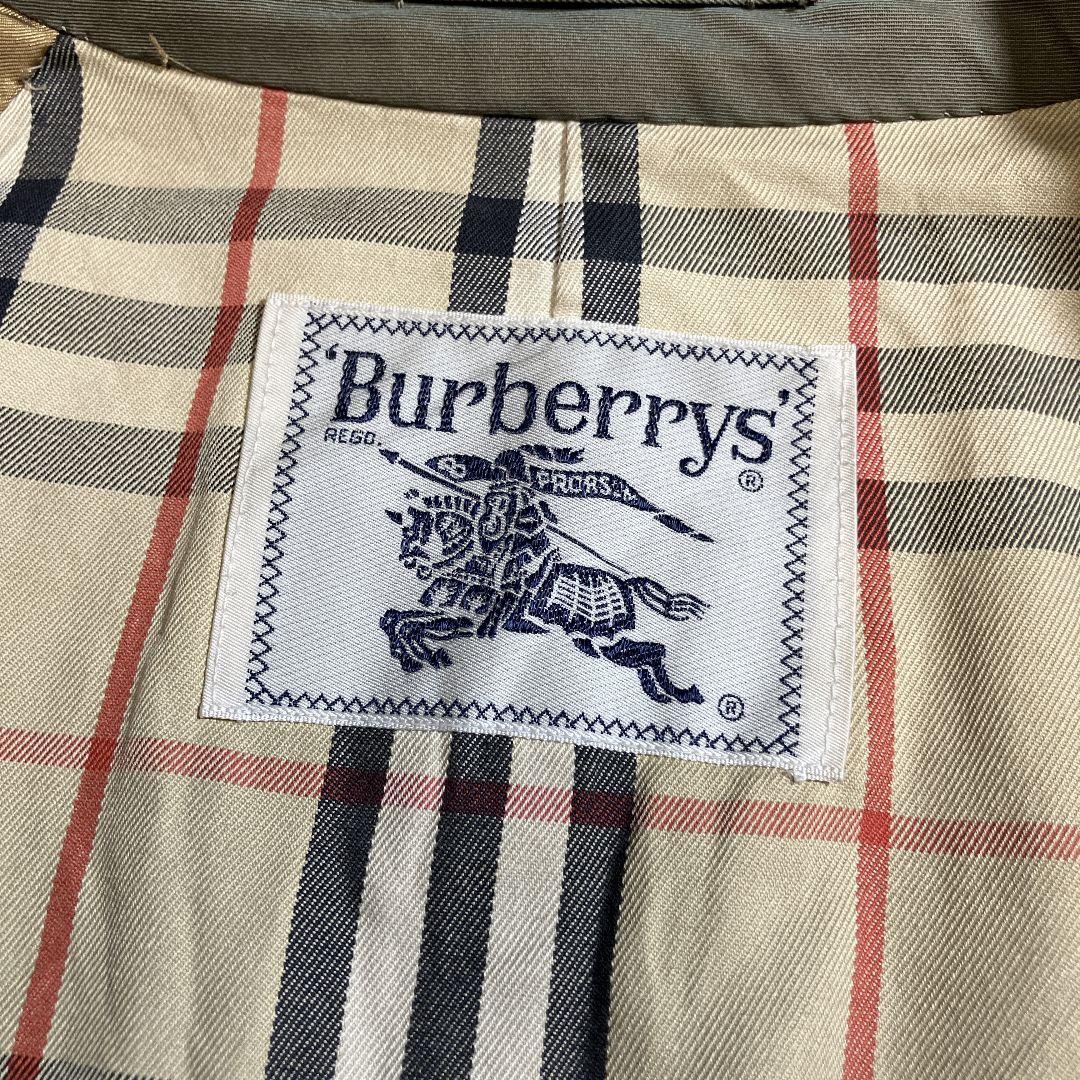 'Burberrys'
REGD.
®
PRORSUM
®